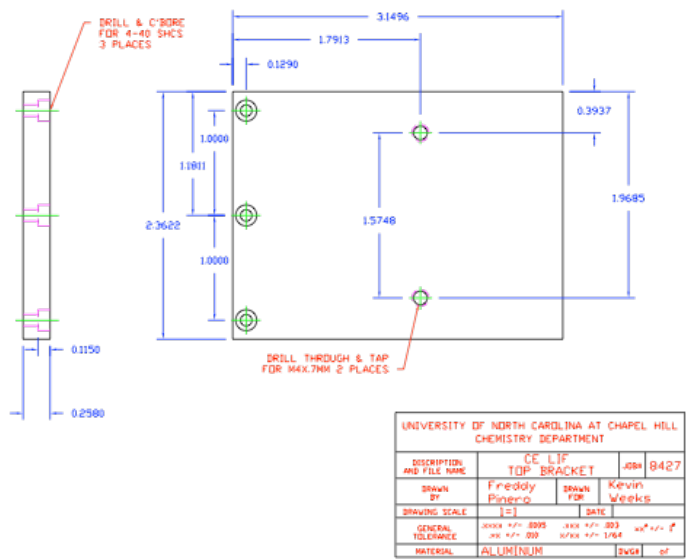 DRILL & C'BORE
FOR 4-40 SHCS
3 PLACES
3.1496
1.7913
0.1290
0.3937
1.0000
1.1811
1.9685
2.3622
1.5748
1.0000
0.1150
0.2580
DRILL THROUGH & TAP
FOR M4X.7MM 2 PLACES
UNIVERSITY OF NORTH CAROLINA AT CHAPEL HILL
CHEMISTRY DEPARTMENT
DESCRIPTION AND FILE NAME
CE LIF
TOP BRACKET
JOB# 8427
DRAWN BY
Freddy Pinero
DRAWN FOR
Kevin Weeks
DRAWING SCALE 1=1 DATE
GENERAL TOLERANCE
.xxxx +/- .0005 .xxx +/- .003
.xx +/- .010 x/xx +/- 1/64
MATERIAL ALUMINUM DWG# of